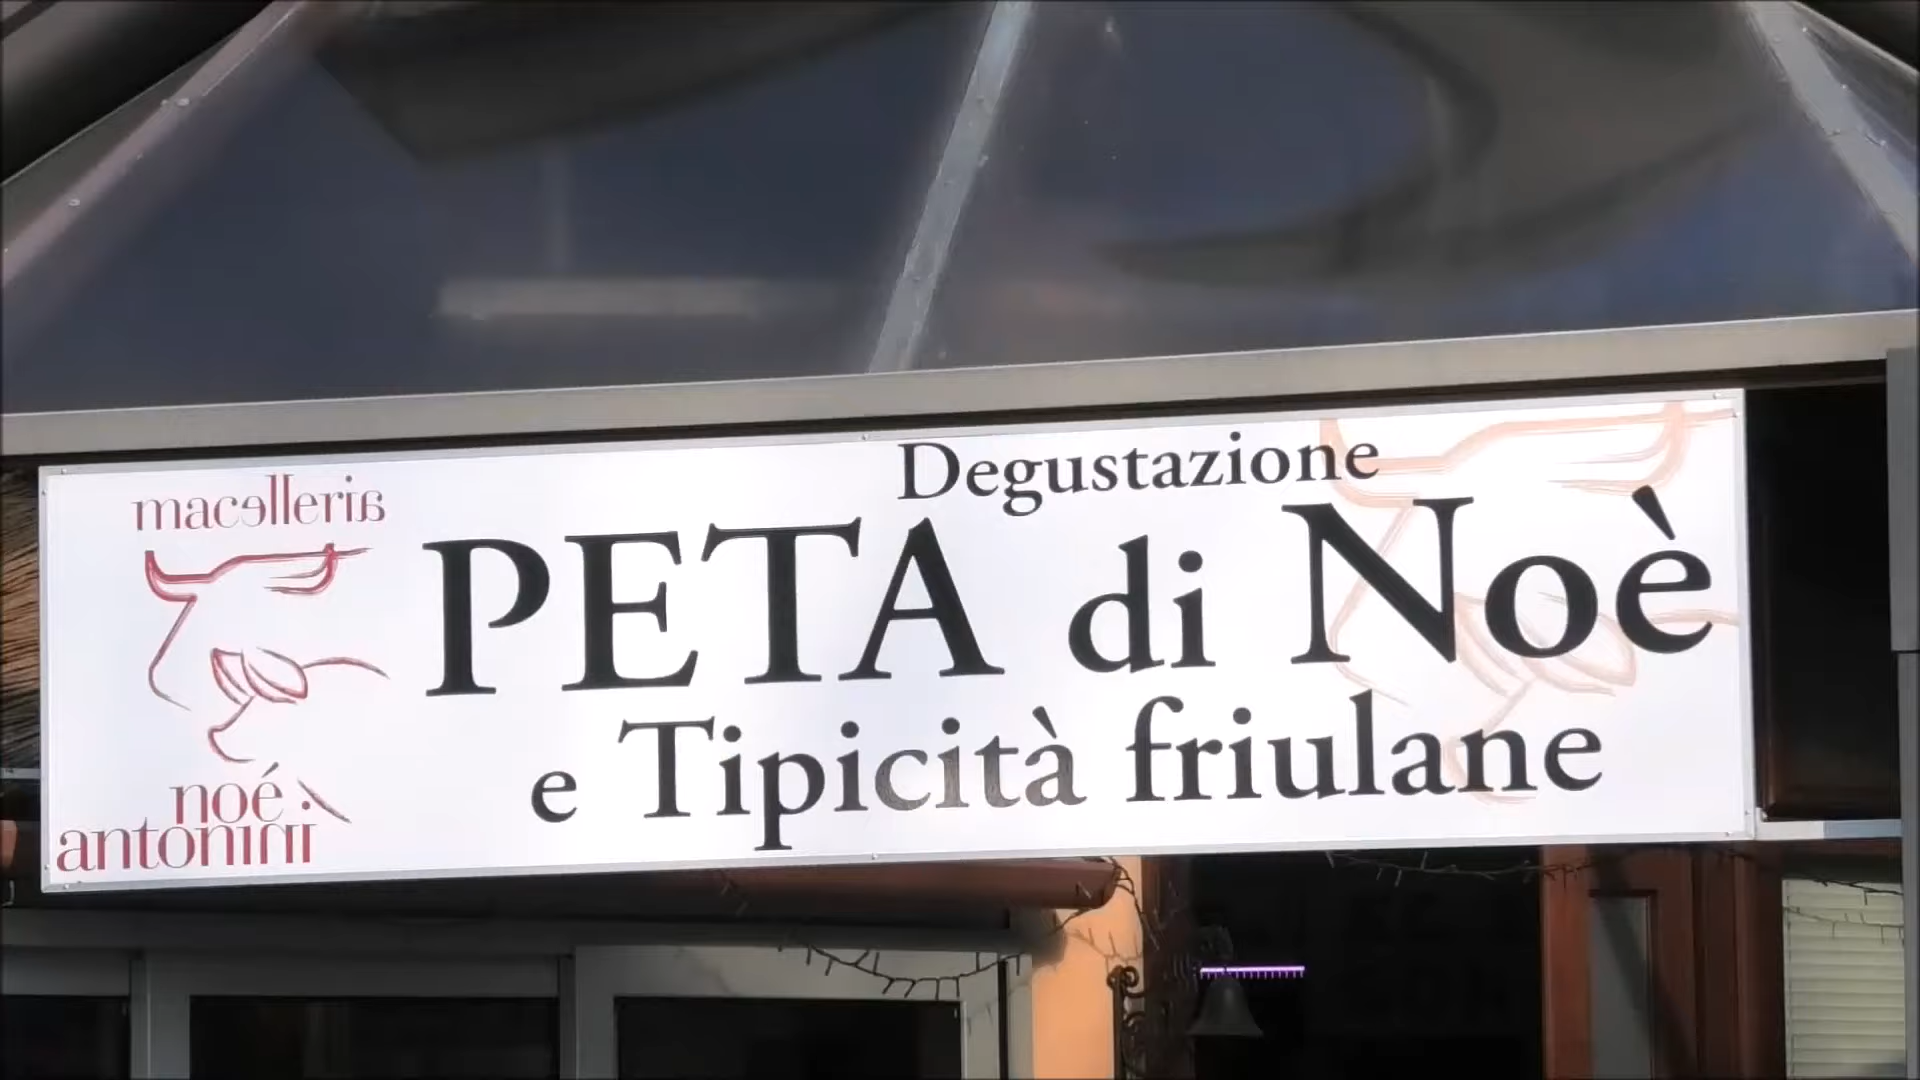 macelleria
noé
antonini
Degustazione
PETA di Noè
e Tipicità friulane